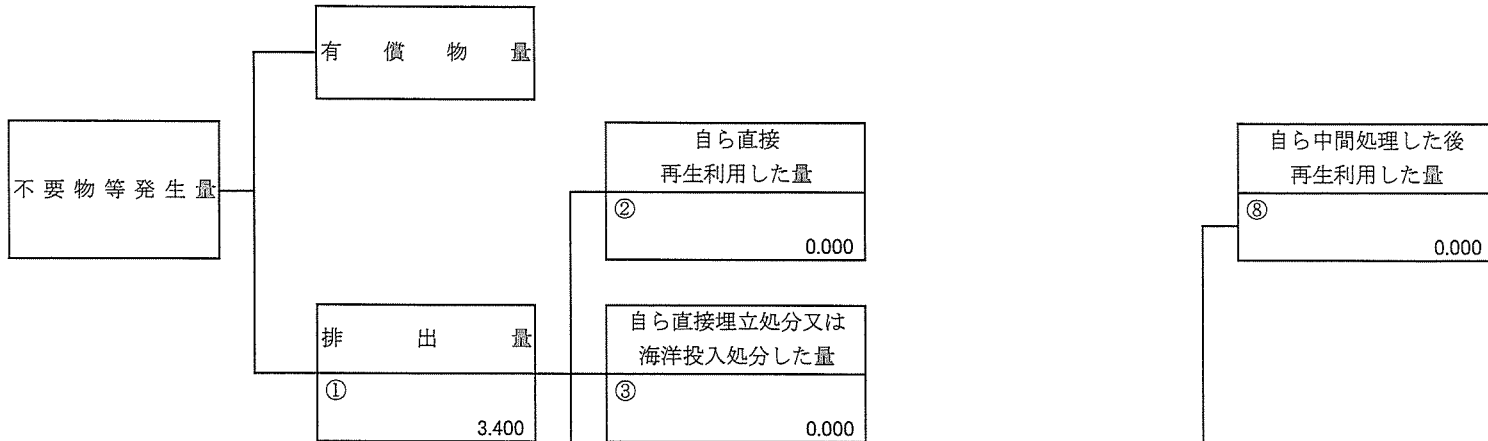 有償物量
不要物等発生量
自ら直接
再生利用した量
②
0.000
自ら中間処理した後
再生利用した量
⑧
0.000
排出量
①
3.400
自ら直接埋立処分又は
海洋投入処分した量
③
0.000